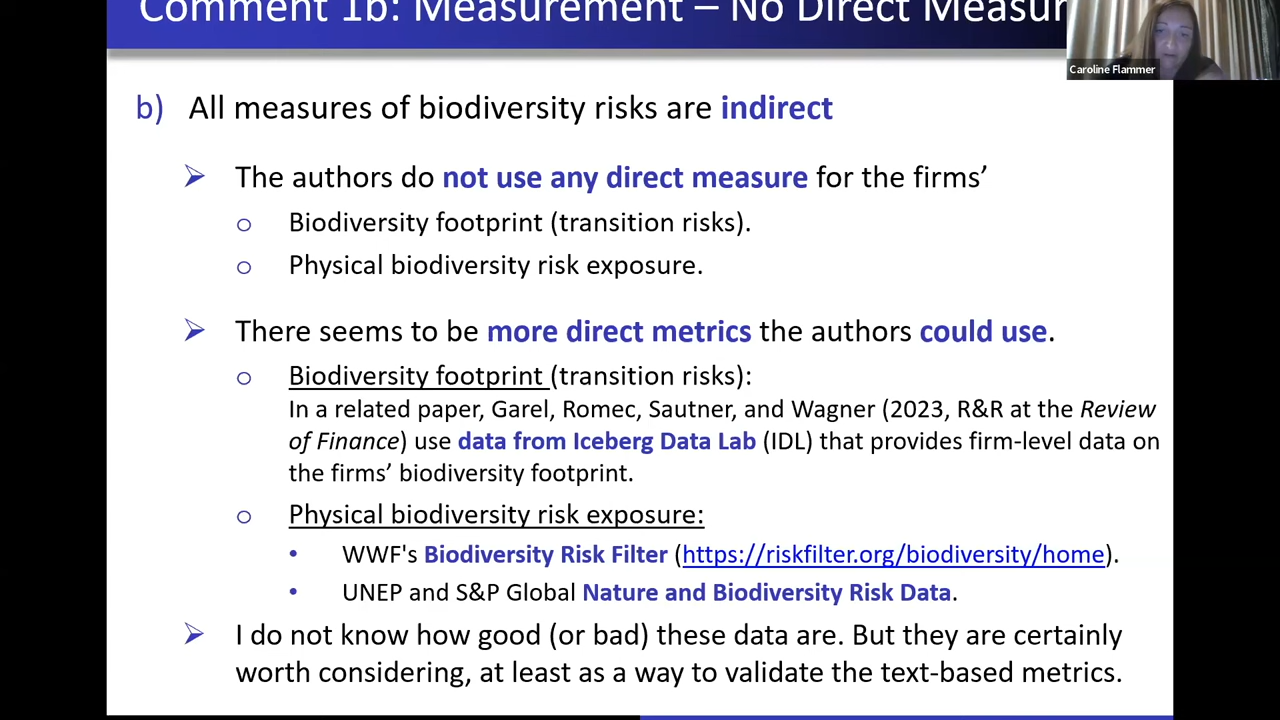 Comment 1b: Measurement – No Direct Measur
Caroline Flammer
b) All measures of biodiversity risks are indirect
➢ The authors do not use any direct measure for the firms’
o Biodiversity footprint (transition risks).
o Physical biodiversity risk exposure.
➢ There seems to be more direct metrics the authors could use.
o Biodiversity footprint (transition risks):
In a related paper, Garel, Romec, Sautner, and Wagner (2023, R&R at the Review
of Finance) use data from Iceberg Data Lab (IDL) that provides firm-level data on
the firms’ biodiversity footprint.
o Physical biodiversity risk exposure:
• WWF's Biodiversity Risk Filter (https://riskfilter.org/biodiversity/home).
• UNEP and S&P Global Nature and Biodiversity Risk Data.
➢ I do not know how good (or bad) these data are. But they are certainly
worth considering, at least as a way to validate the text-based metrics.